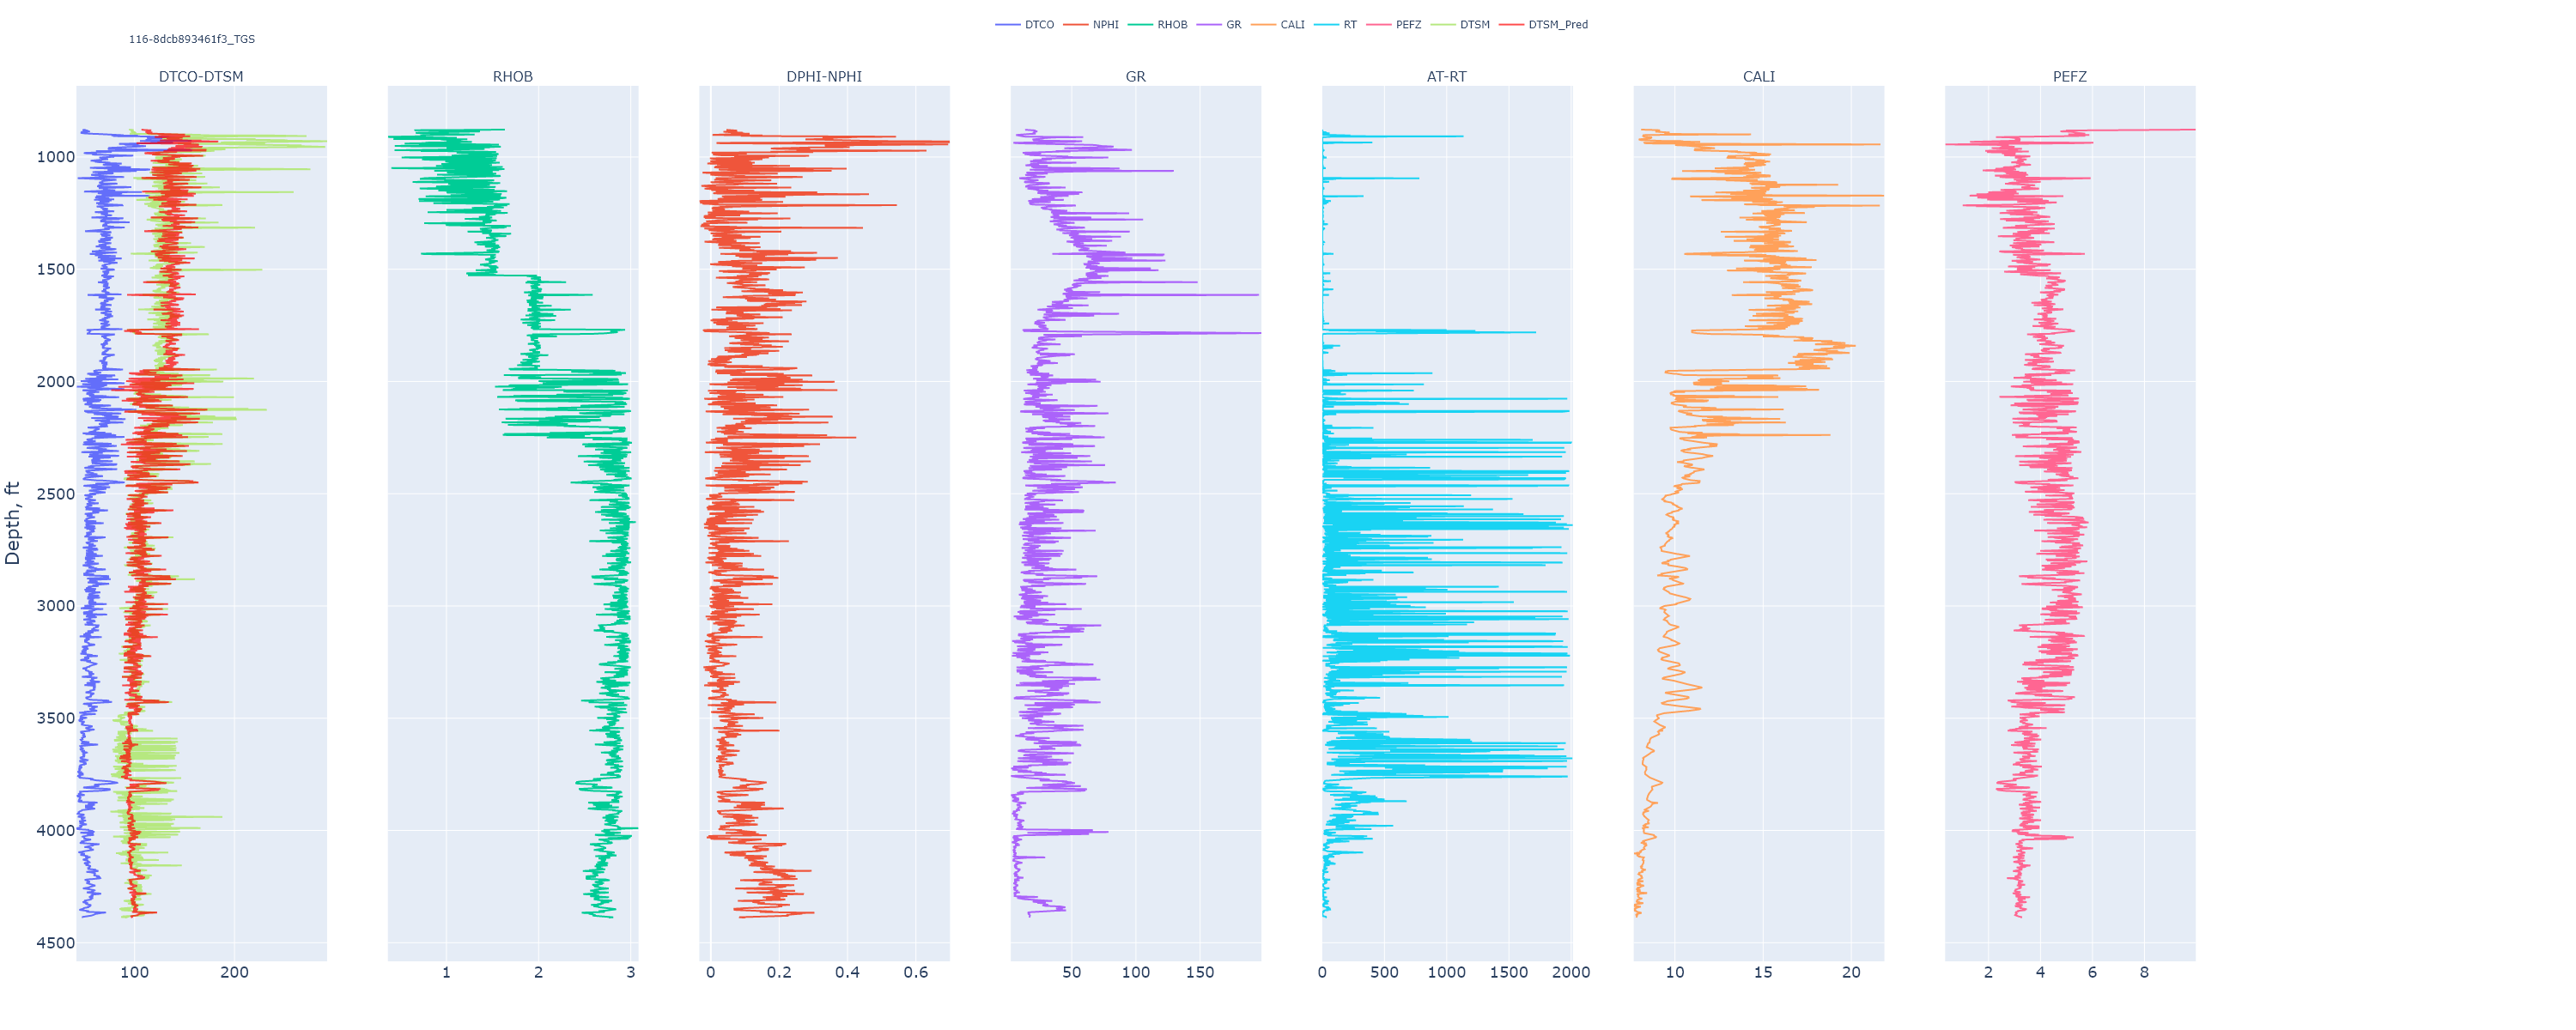 DTCO NPHI RHOB GR CALI RT PEFZ DTSM DTSM_Pred
116-8dcb893461f3_TGS
DTCO-DTSM RHOB DPHI-NPHI GR AT-RT CALI PEFZ
Depth, ft
1000
1500
2000
2500
3000
3500
4000
4500
100 200 1 2 3 0 0.2 0.4 0.6 50 100 150 0 500 1000 1500 2000 10 15 20 2 4 6 8